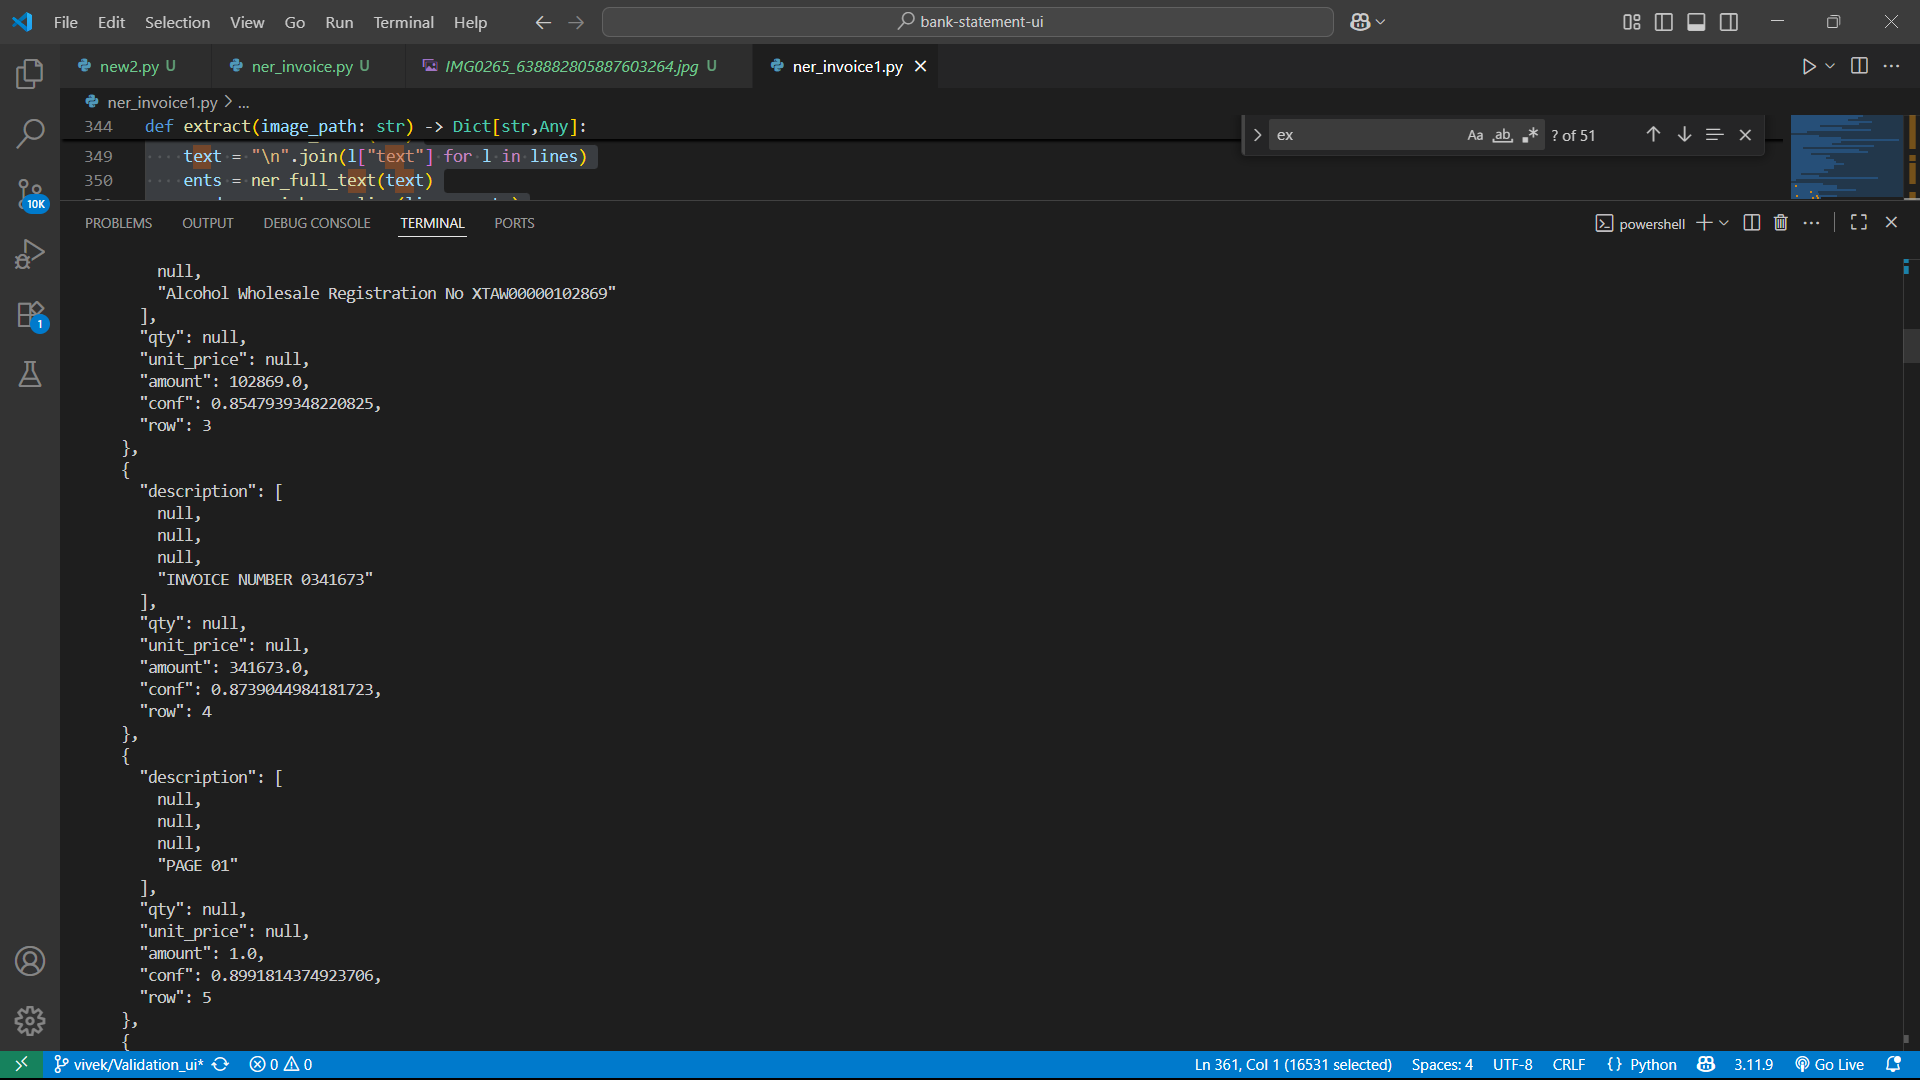 File Edit Selection View Go Run Terminal Help
bank-statement-ui
new2.py U
ner_invoice.py U
IMG0265_638882805887603264.jpg U
ner_invoice1.py
ner_invoice1.py > ...
344 def extract(image_path: str) -> Dict[str,Any]:
ex
Aa ab .* ? of 51
349 text = "\n".join(l["text"] for l in lines)
350 ents = ner_full_text(text)
PROBLEMS OUTPUT DEBUG CONSOLE TERMINAL PORTS
powershell
null,
"Alcohol Wholesale Registration No XTAW00000102869"
],
"qty": null,
"unit_price": null,
"amount": 102869.0,
"conf": 0.8547939348220825,
"row": 3
},
{
"description": [
null,
null,
null,
"INVOICE NUMBER 0341673"
],
"qty": null,
"unit_price": null,
"amount": 341673.0,
"conf": 0.8739044984181723,
"row": 4
},
{
"description": [
null,
null,
null,
"PAGE 01"
],
"qty": null,
"unit_price": null,
"amount": 1.0,
"conf": 0.8991814374923706,
"row": 5
},
{
10K
1
vivek/Validation_ui* 0 0
Ln 361, Col 1 (16531 selected) Spaces: 4 UTF-8 CRLF {} Python 3.11.9 Go Live